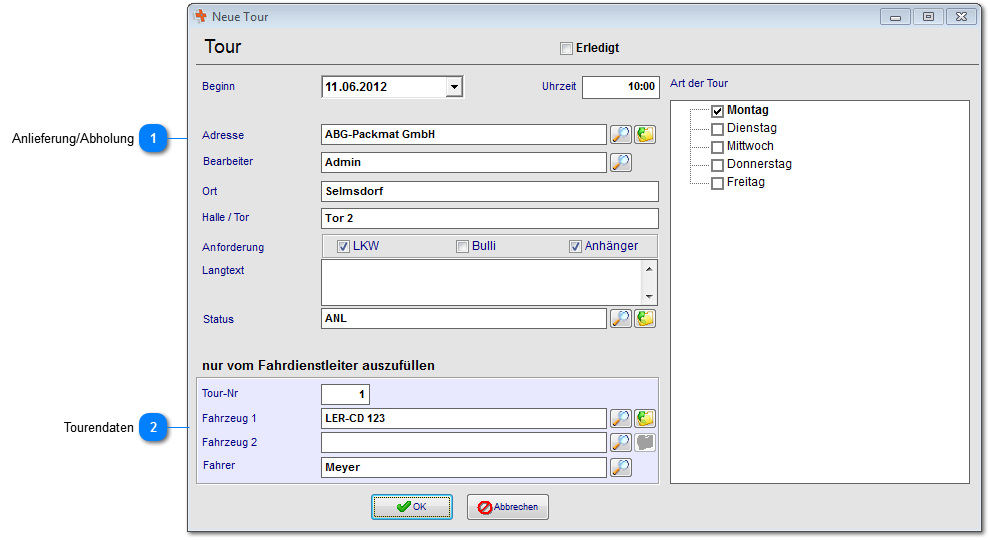 Neue Tour
Tour
Erledigt
Beginn 11.06.2012 Uhrzeit 10:00
Art der Tour
Montag
Dienstag
Mittwoch
Donnerstag
Freitag
Anlieferung/Abholung 1
Adresse ABG-Packmat GmbH
Bearbeiter Admin
Ort Selmsdorf
Halle / Tor Tor 2
Anforderung LKW Bulli Anhänger
Langtext
Status ANL
nur vom Fahrdienstleiter auszufüllen
Tour-Nr 1
Fahrzeug 1 LER-CD 123
Tourendaten 2
Fahrzeug 2
Fahrer Meyer
OK Abbrechen